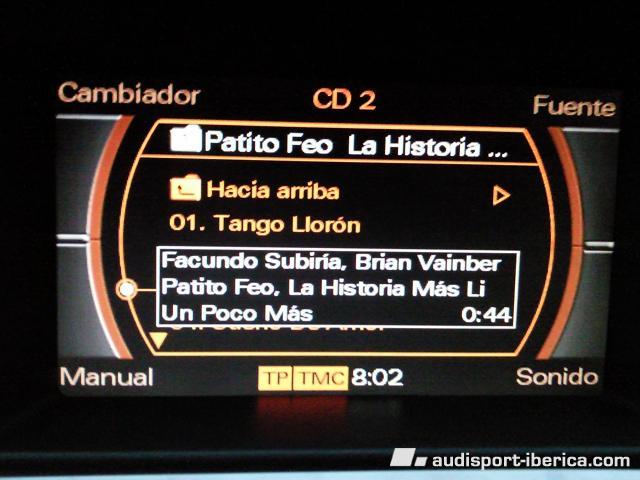 Cambiador
CD 2
Fuente
Patito Feo La Historia ...
Hacia arriba
01. Tango Llorón
Facundo Subiría, Brian Vainber
Patito Feo, La Historia Más Li
Un Poco Más 0:44
Manual
TP TMC 8:02
Sonido
audisport-iberica.com